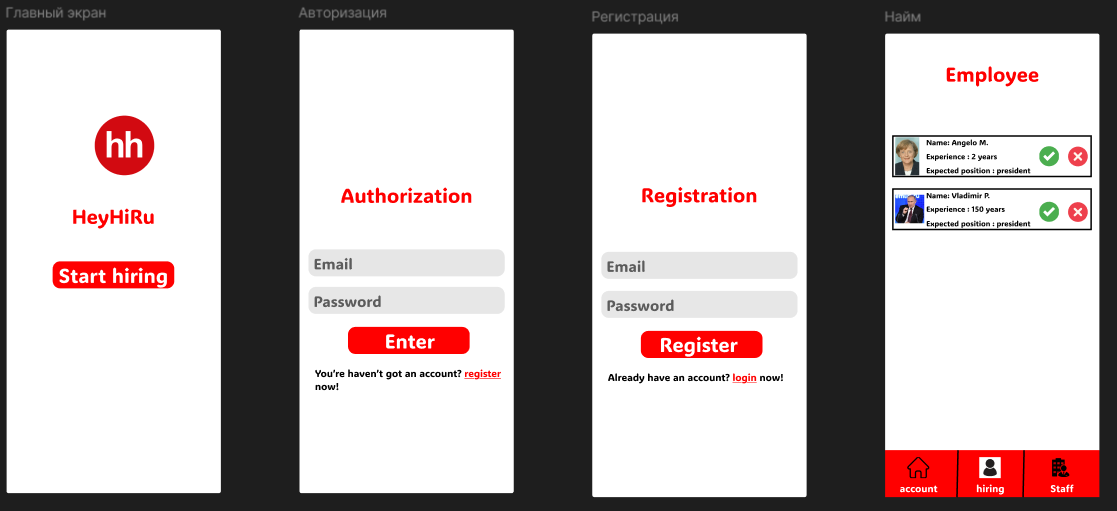 Главный экран
hh
HeyHiRu
Start hiring
Авторизация
Authorization
Email
Password
Enter
You're haven't got an account? register
now!
Регистрация
Registration
Email
Password
Register
Already have an account? login now!
Найм
Employee
Name: Angelo M.
Experience : 2 years
Expected position : president
Name: Vladimir P.
Experience : 150 years
Expected position : president
account
hiring
Staff